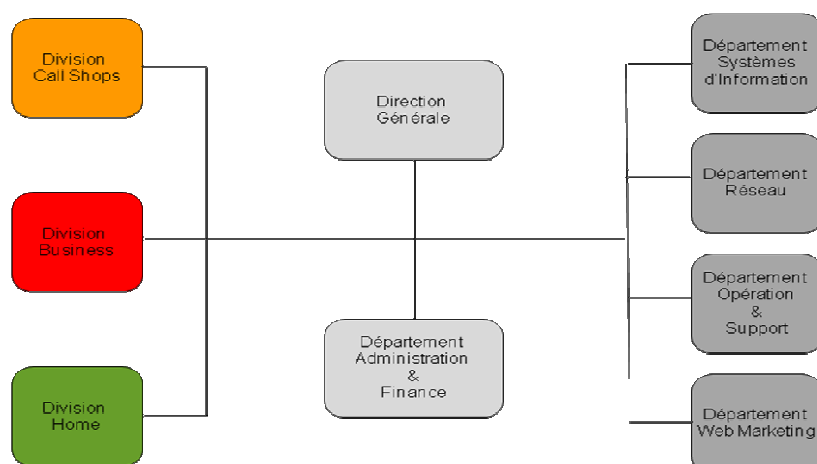 Division
Call Shops
Division
Business
Division
Home
Direction
Générale
Département
Administration
&
Finance
Département
Systèmes
d'Information
Département
Réseau
Département
Opération
&
Support
Département
Web Marketing